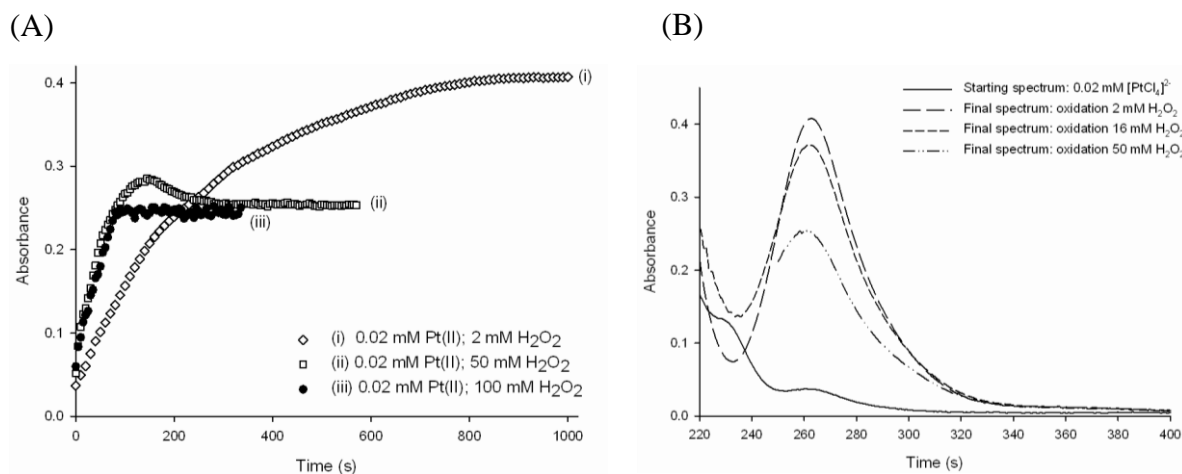 (A)
Absorbance
0.4
0.3
0.2
0.1
0.0
0
200
400
600
800
1000
Time (s)
(i)
(ii)
(iii)
(i) 0.02 mM Pt(II); 2 mM H2O2
(ii) 0.02 mM Pt(II); 50 mM H2O2
(iii) 0.02 mM Pt(II); 100 mM H2O2
(B)
Absorbance
0.5
0.4
0.3
0.2
0.1
0.0
220
240
260
280
300
320
340
360
380
400
Time (s)
Starting spectrum: 0.02 mM [PtCl4]2-
Final spectrum: oxidation 2 mM H2O2
Final spectrum: oxidation 16 mM H2O2
Final spectrum: oxidation 50 mM H2O2